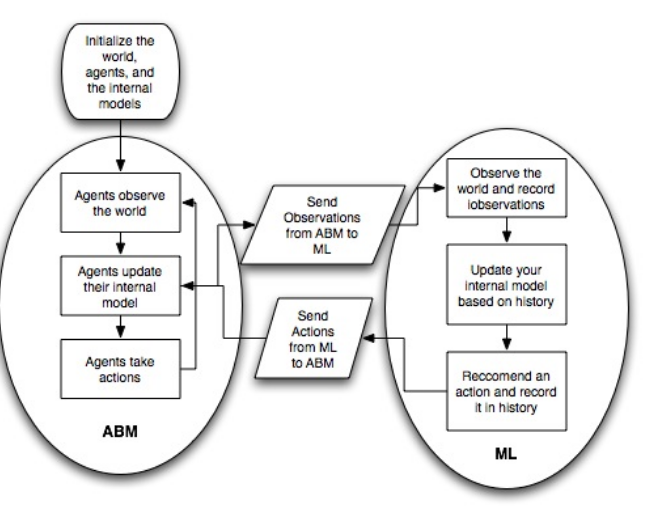 Initialize the
world,
agents, and
the internal
models
Agents observe
the world
Agents update
their internal
model
Agents take
actions
ABM
Send
Observations
from ABM to
ML
Send
Actions
from ML
to ABM
Observe the
world and record
iobservations
Update your
internal model
based on history
Reccomend an
action and record
it in history
ML